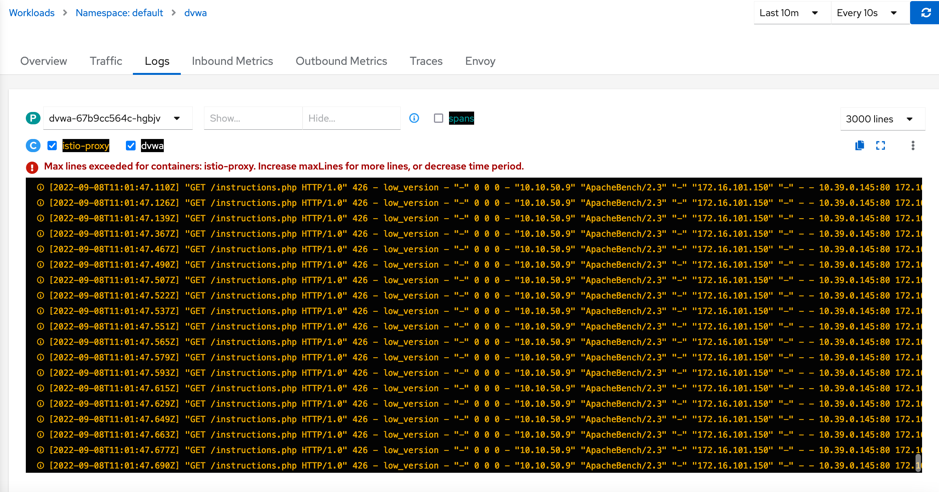 Workloads > Namespace: default > dvwa
Last 10m Every 10s
Overview Traffic Logs Inbound Metrics Outbound Metrics Traces Envoy
P dvwa-67b9cc564c-hgbjv Show... Hide... spans 3000 lines
C istio-proxy dvwa
Max lines exceeded for containers: istio-proxy. Increase maxLines for more lines, or decrease time period.
[2022-09-08T11:01:47.110Z] "GET /instructions.php HTTP/1.0" 426 - low_version - "-" 0 0 0 - "10.10.50.9" "ApacheBench/2.3" "-" "172.16.101.150" "-" - - 10.39.0.145:80 172.16
[2022-09-08T11:01:47.126Z] "GET /instructions.php HTTP/1.0" 426 - low_version - "-" 0 0 0 - "10.10.50.9" "ApacheBench/2.3" "-" "172.16.101.150" "-" - - 10.39.0.145:80 172.16
[2022-09-08T11:01:47.139Z] "GET /instructions.php HTTP/1.0" 426 - low_version - "-" 0 0 0 - "10.10.50.9" "ApacheBench/2.3" "-" "172.16.101.150" "-" - - 10.39.0.145:80 172.16
[2022-09-08T11:01:47.367Z] "GET /instructions.php HTTP/1.0" 426 - low_version - "-" 0 0 0 - "10.10.50.9" "ApacheBench/2.3" "-" "172.16.101.150" "-" - - 10.39.0.145:80 172.16
[2022-09-08T11:01:47.467Z] "GET /instructions.php HTTP/1.0" 426 - low_version - "-" 0 0 0 - "10.10.50.9" "ApacheBench/2.3" "-" "172.16.101.150" "-" - - 10.39.0.145:80 172.16
[2022-09-08T11:01:47.490Z] "GET /instructions.php HTTP/1.0" 426 - low_version - "-" 0 0 0 - "10.10.50.9" "ApacheBench/2.3" "-" "172.16.101.150" "-" - - 10.39.0.145:80 172.16
[2022-09-08T11:01:47.507Z] "GET /instructions.php HTTP/1.0" 426 - low_version - "-" 0 0 0 - "10.10.50.9" "ApacheBench/2.3" "-" "172.16.101.150" "-" - - 10.39.0.145:80 172.16
[2022-09-08T11:01:47.522Z] "GET /instructions.php HTTP/1.0" 426 - low_version - "-" 0 0 0 - "10.10.50.9" "ApacheBench/2.3" "-" "172.16.101.150" "-" - - 10.39.0.145:80 172.16
[2022-09-08T11:01:47.537Z] "GET /instructions.php HTTP/1.0" 426 - low_version - "-" 0 0 0 - "10.10.50.9" "ApacheBench/2.3" "-" "172.16.101.150" "-" - - 10.39.0.145:80 172.16
[2022-09-08T11:01:47.551Z] "GET /instructions.php HTTP/1.0" 426 - low_version - "-" 0 0 0 - "10.10.50.9" "ApacheBench/2.3" "-" "172.16.101.150" "-" - - 10.39.0.145:80 172.16
[2022-09-08T11:01:47.565Z] "GET /instructions.php HTTP/1.0" 426 - low_version - "-" 0 0 0 - "10.10.50.9" "ApacheBench/2.3" "-" "172.16.101.150" "-" - - 10.39.0.145:80 172.16
[2022-09-08T11:01:47.579Z] "GET /instructions.php HTTP/1.0" 426 - low_version - "-" 0 0 0 - "10.10.50.9" "ApacheBench/2.3" "-" "172.16.101.150" "-" - - 10.39.0.145:80 172.16
[2022-09-08T11:01:47.593Z] "GET /instructions.php HTTP/1.0" 426 - low_version - "-" 0 0 0 - "10.10.50.9" "ApacheBench/2.3" "-" "172.16.101.150" "-" - - 10.39.0.145:80 172.16
[2022-09-08T11:01:47.615Z] "GET /instructions.php HTTP/1.0" 426 - low_version - "-" 0 0 0 - "10.10.50.9" "ApacheBench/2.3" "-" "172.16.101.150" "-" - - 10.39.0.145:80 172.16
[2022-09-08T11:01:47.629Z] "GET /instructions.php HTTP/1.0" 426 - low_version - "-" 0 0 0 - "10.10.50.9" "ApacheBench/2.3" "-" "172.16.101.150" "-" - - 10.39.0.145:80 172.16
[2022-09-08T11:01:47.649Z] "GET /instructions.php HTTP/1.0" 426 - low_version - "-" 0 0 0 - "10.10.50.9" "ApacheBench/2.3" "-" "172.16.101.150" "-" - - 10.39.0.145:80 172.16
[2022-09-08T11:01:47.663Z] "GET /instructions.php HTTP/1.0" 426 - low_version - "-" 0 0 0 - "10.10.50.9" "ApacheBench/2.3" "-" "172.16.101.150" "-" - - 10.39.0.145:80 172.16
[2022-09-08T11:01:47.677Z] "GET /instructions.php HTTP/1.0" 426 - low_version - "-" 0 0 0 - "10.10.50.9" "ApacheBench/2.3" "-" "172.16.101.150" "-" - - 10.39.0.145:80 172.1
[2022-09-08T11:01:47.690Z] "GET /instructions.php HTTP/1.0" 426 - low_version - "-" 0 0 0 - "10.10.50.9" "ApacheBench/2.3" "-" "172.16.101.150" "-" - - 10.39.0.145:80 172.1